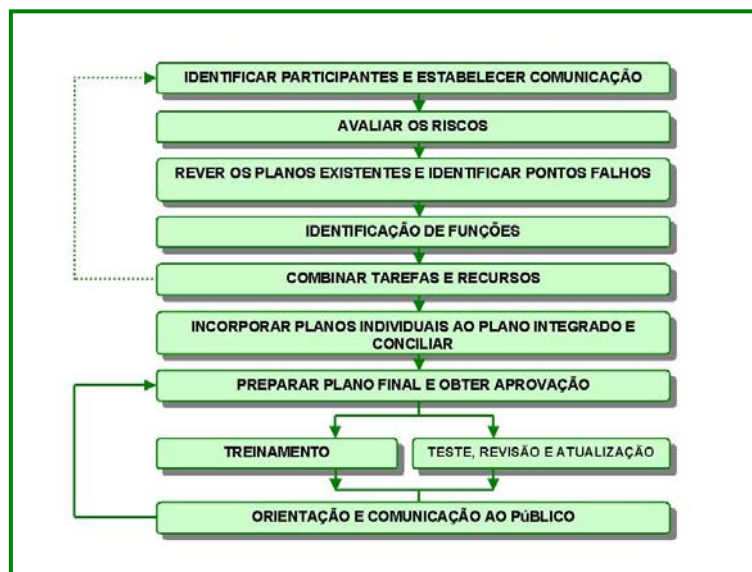 IDENTIFICAR PARTICIPANTES E ESTABELECER COMUNICAÇÃO
AVALIAR OS RISCOS
REVER OS PLANOS EXISTENTES E IDENTIFICAR PONTOS FALHOS
IDENTIFICAÇÃO DE FUNÇÕES
COMBINAR TAREFAS E RECURSOS
INCORPORAR PLANOS INDIVIDUAIS AO PLANO INTEGRADO E
CONCILIAR
PREPARAR PLANO FINAL E OBTER APROVAÇÃO
TREINAMENTO
TESTE, REVISÃO E ATUALIZAÇÃO
ORIENTAÇÃO E COMUNICAÇÃO AO PúBLICO